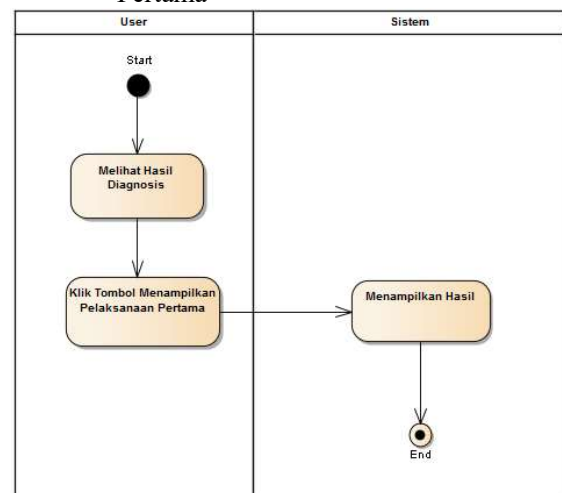 Pertama
User
Sistem
Start
Melihat Hasil
Diagnosis
Klik Tombol Menampilkan
Pelaksanaan Pertama
Menampilkan Hasil
End